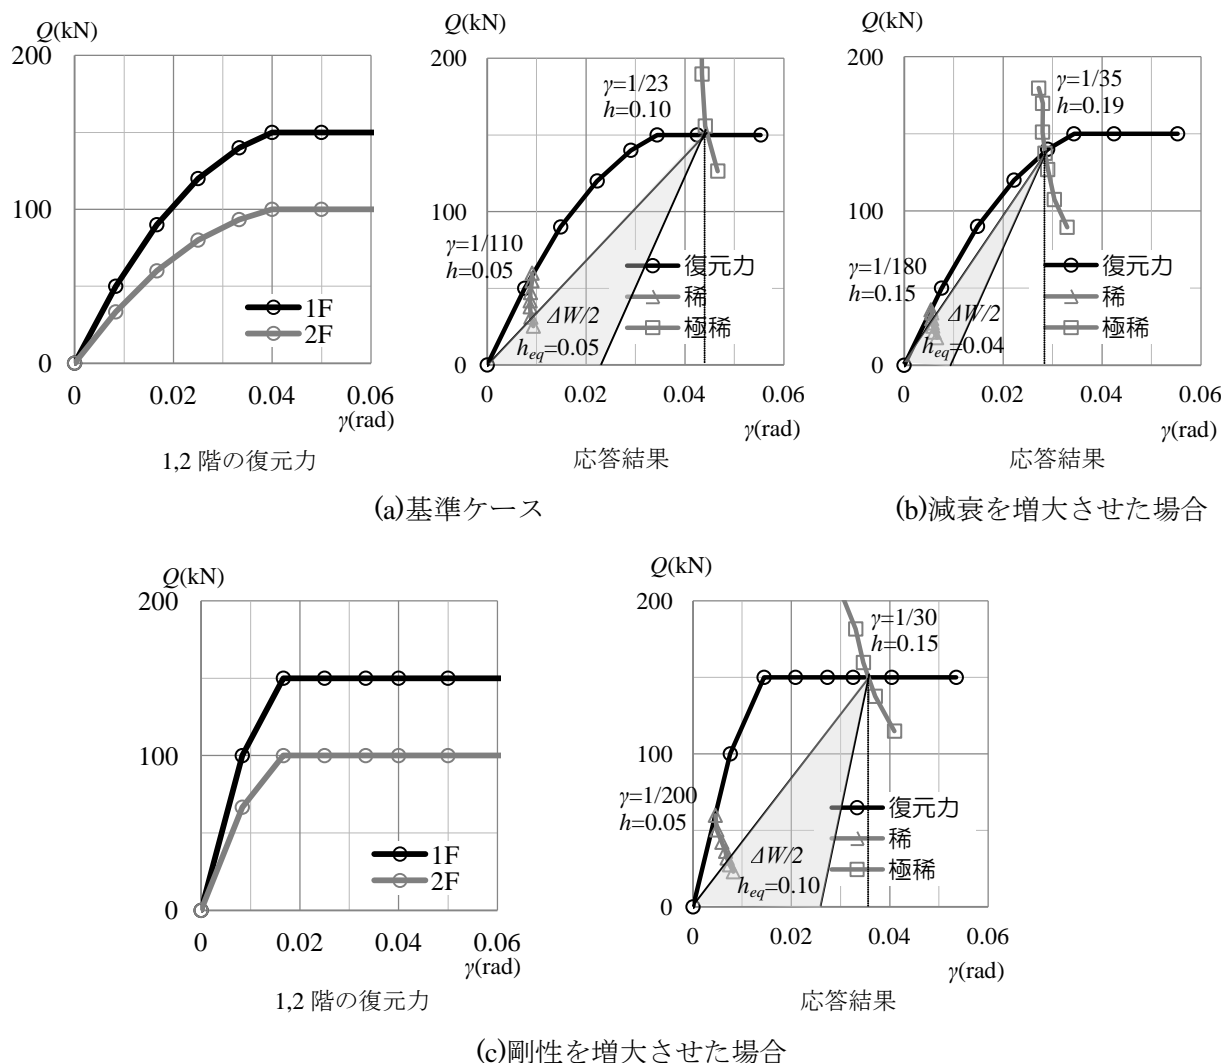 Q(kN)
200
100
0
0
0.02
0.04
0.06
γ(rad)
1F
2F
1,2 階の復元力
Q(kN)
200
100
0
0
0.02
0.04
0.06
γ(rad)
γ=1/23
h=0.10
γ=1/110
h=0.05
ΔW/2
heq=0.05
復元力
稀
極稀
応答結果
(a)基準ケース
Q(kN)
200
100
0
0
0.02
0.04
0.06
γ(rad)
γ=1/35
h=0.19
γ=1/180
h=0.15
ΔW/2
heq=0.04
復元力
稀
極稀
応答結果
(b)減衰を増大させた場合
Q(kN)
200
100
0
0
0.02
0.04
0.06
γ(rad)
1F
2F
1,2 階の復元力
Q(kN)
200
100
0
0
0.02
0.04
0.06
γ(rad)
γ=1/30
h=0.15
γ=1/200
h=0.05
ΔW/2
heq=0.10
復元力
稀
極稀
応答結果
(c)剛性を増大させた場合